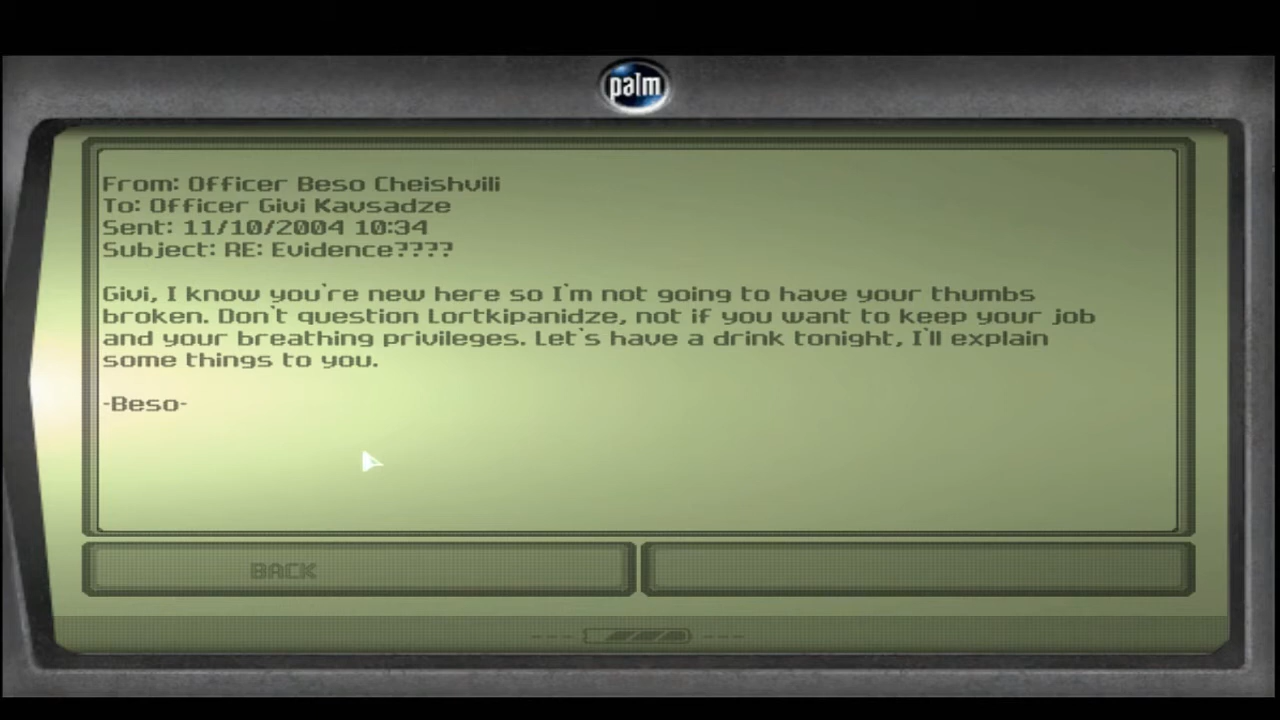 palm
From: Officer Beso Cheishvili
To: Officer Givi Kavsadze
Sent: 11/10/2004 10:34
Subject: RE: Evidence????
Givi, I know you're new here so I'm not going to have your thumbs
broken. Don't question Lortkipanidze, not if you want to keep your job
and your breathing privileges. Let's have a drink tonight, I'll explain
some things to you.
-Beso-
BACK